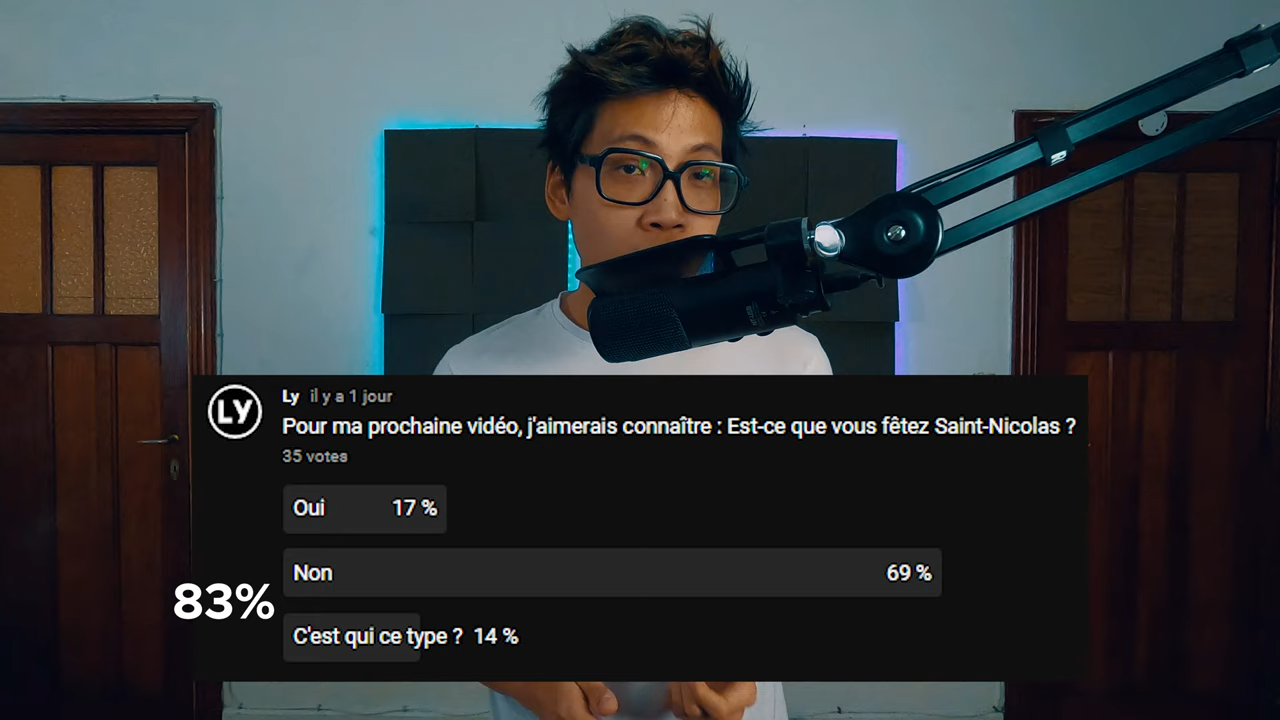 LY
Ly il y a 1 jour
Pour ma prochaine vidéo, j'aimerais connaître : Est-ce que vous fêtez Saint-Nicolas ?
35 votes
Oui 17 %
Non 69 %
83%
C'est qui ce type ? 14 %